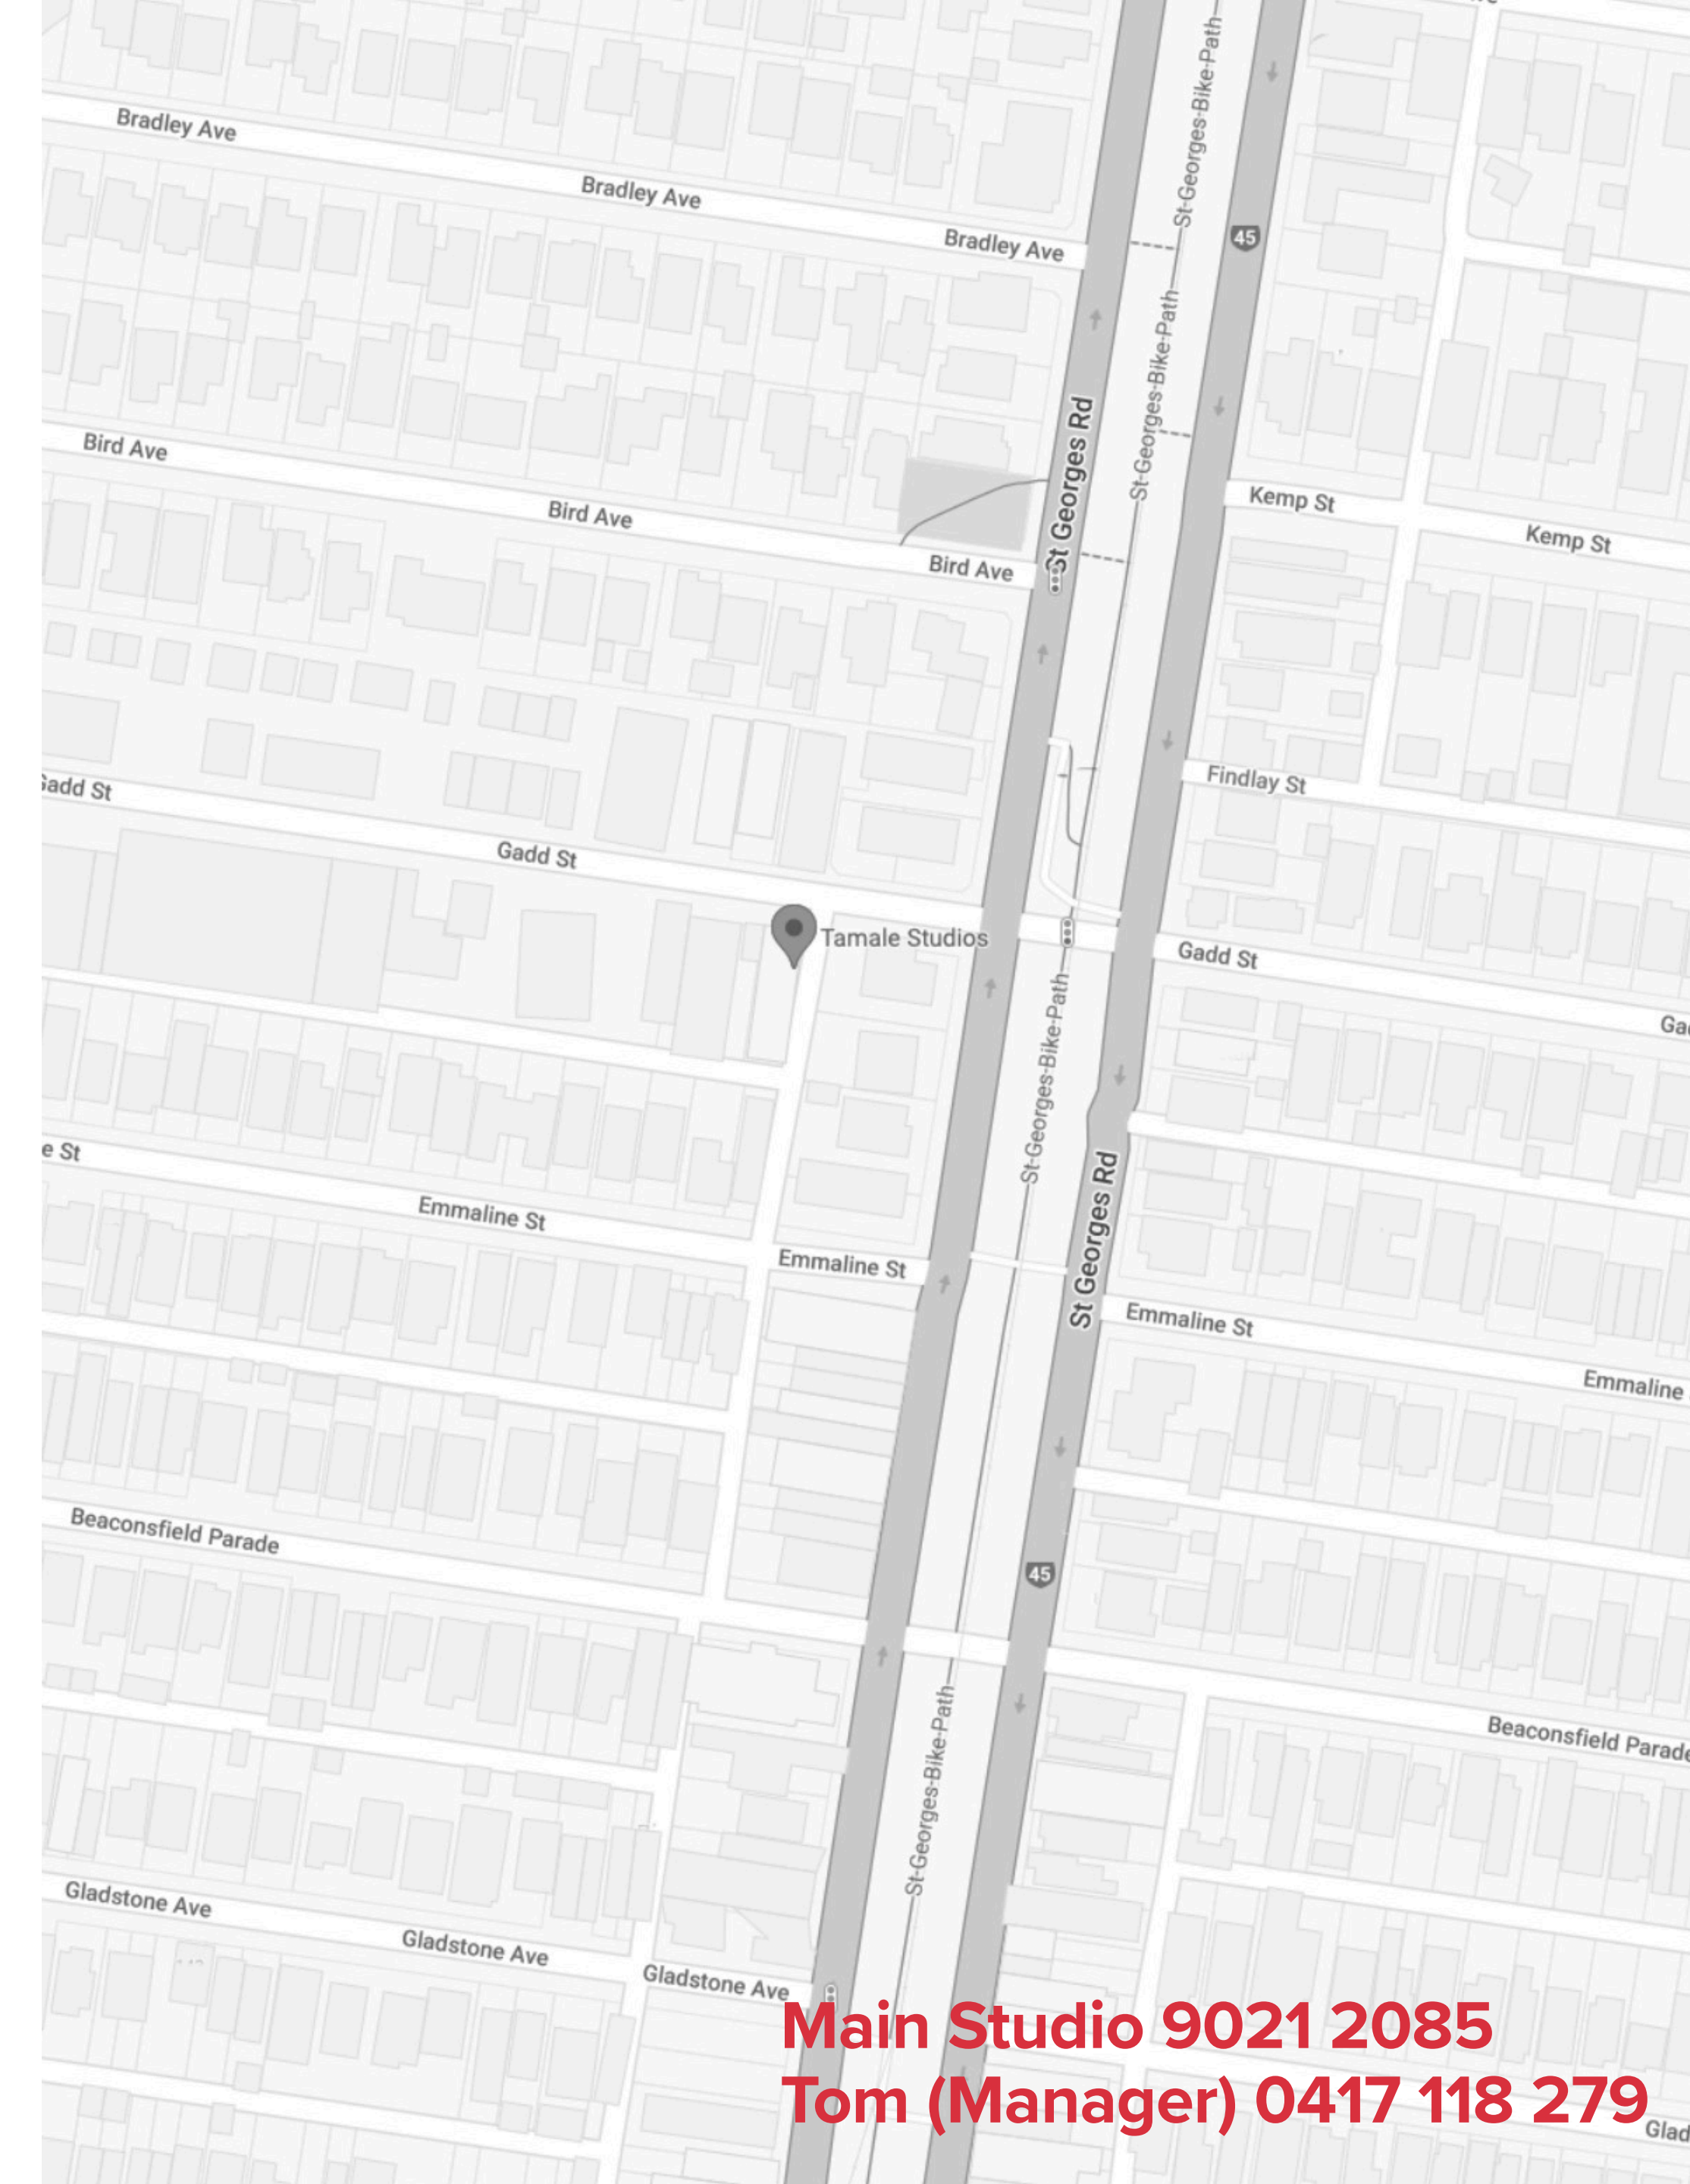 St-Georges-Bike-Path
Bradley Ave
Bradley Ave
Bradley Ave
45
St-Georges-Bike-Path
St Georges Rd
Bird Ave
Bird Ave
Bird Ave
Kemp St
Kemp St
Findlay St
Gadd St
Gadd St
Tamale Studios
Gadd St
St-Georges-Bike-Path
e St
Emmaline St
Emmaline St
St Georges Rd
Emmaline St
Emmaline
Beaconsfield Parade
45
Beaconsfield Parade
St-Georges-Bike-Path
Gladstone Ave
Gladstone Ave
Gladstone Ave
Main Studio 9021 2085
Tom (Manager) 0417 118 279
Glad